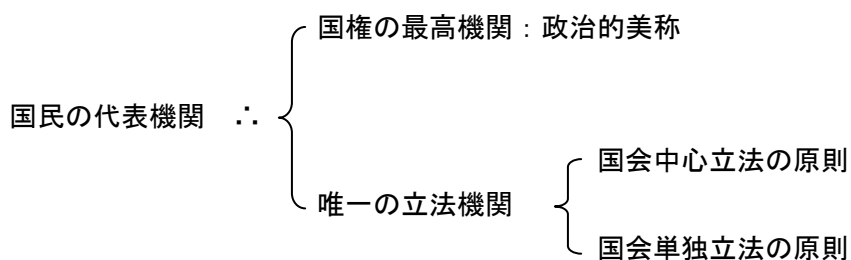 国権の最高機関：政治的美称
国民の代表機関　∴
国会中心立法の原則
唯一の立法機関
国会単独立法の原則